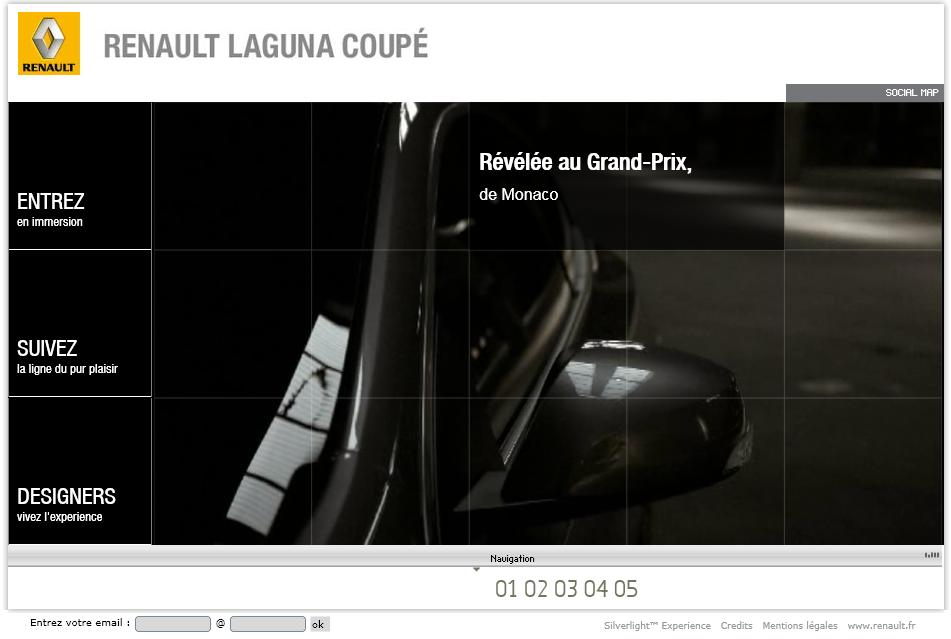 RENAULT
RENAULT LAGUNA COUPÉ
SOCIAL MAP
Révélée au Grand-Prix,
de Monaco
ENTREZ
en immersion
SUIVEZ
la ligne du pur plaisir
DESIGNERS
vivez l'experience
Nauigation
01 02 03 04 05
Entrez votre email : @ ok
Silverlight™ Experience Credits Mentions légales www.renault.fr